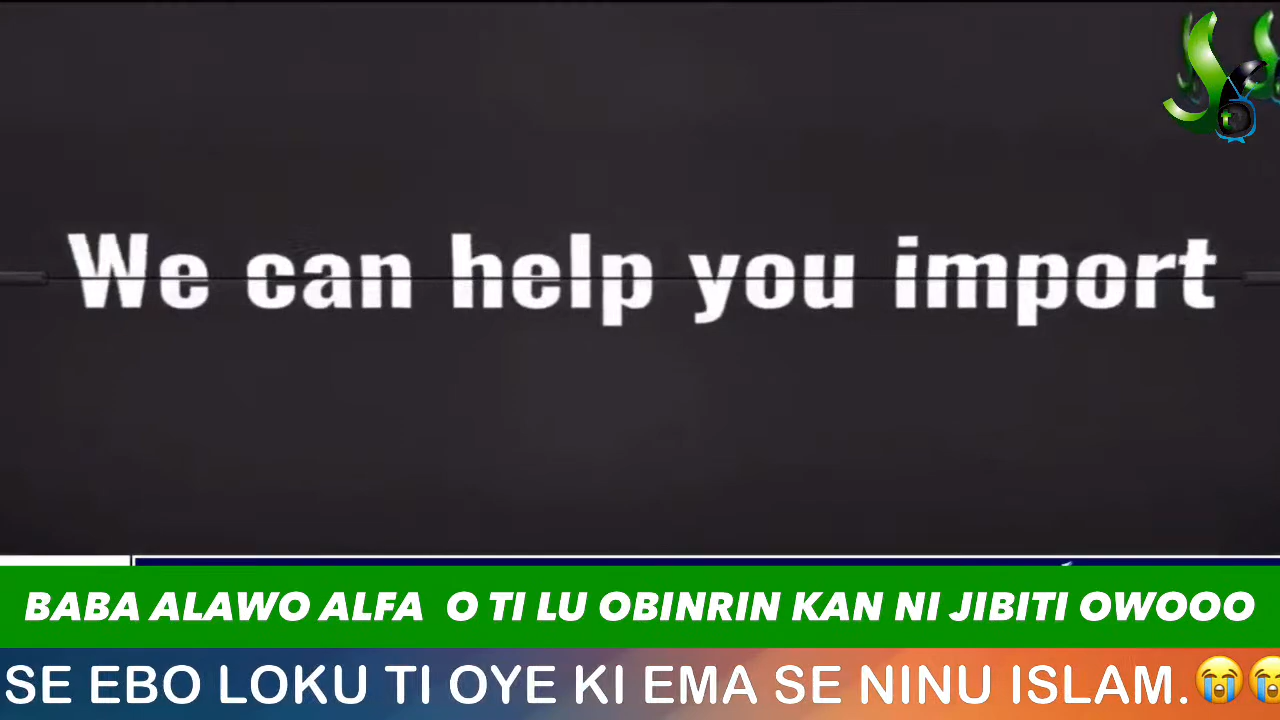 We can help you import
BABA ALAWO ALFA O TI LU OBINRIN KAN NI JIBITI OWOOO
SE EBO LOKU TI OYE KI EMA SE NINU ISLAM.😭😭